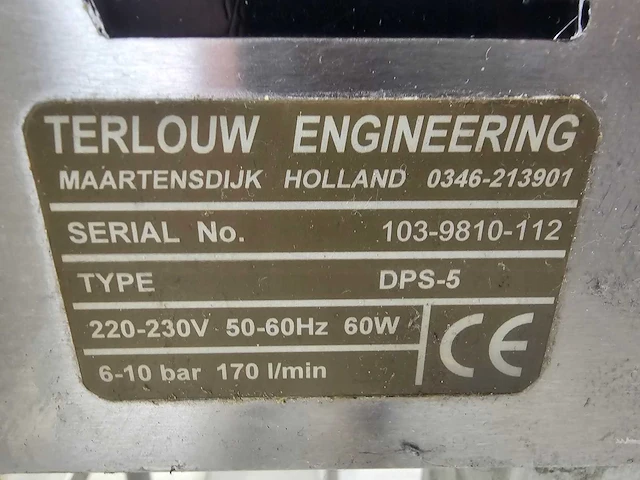 TERLOUW ENGINEERING
MAARTENSDIJK HOLLAND 0346-213901
SERIAL No. 103-9810-112
TYPE DPS-5
220-230V 50-60Hz 60W
6-10 bar 170 l/min
CE